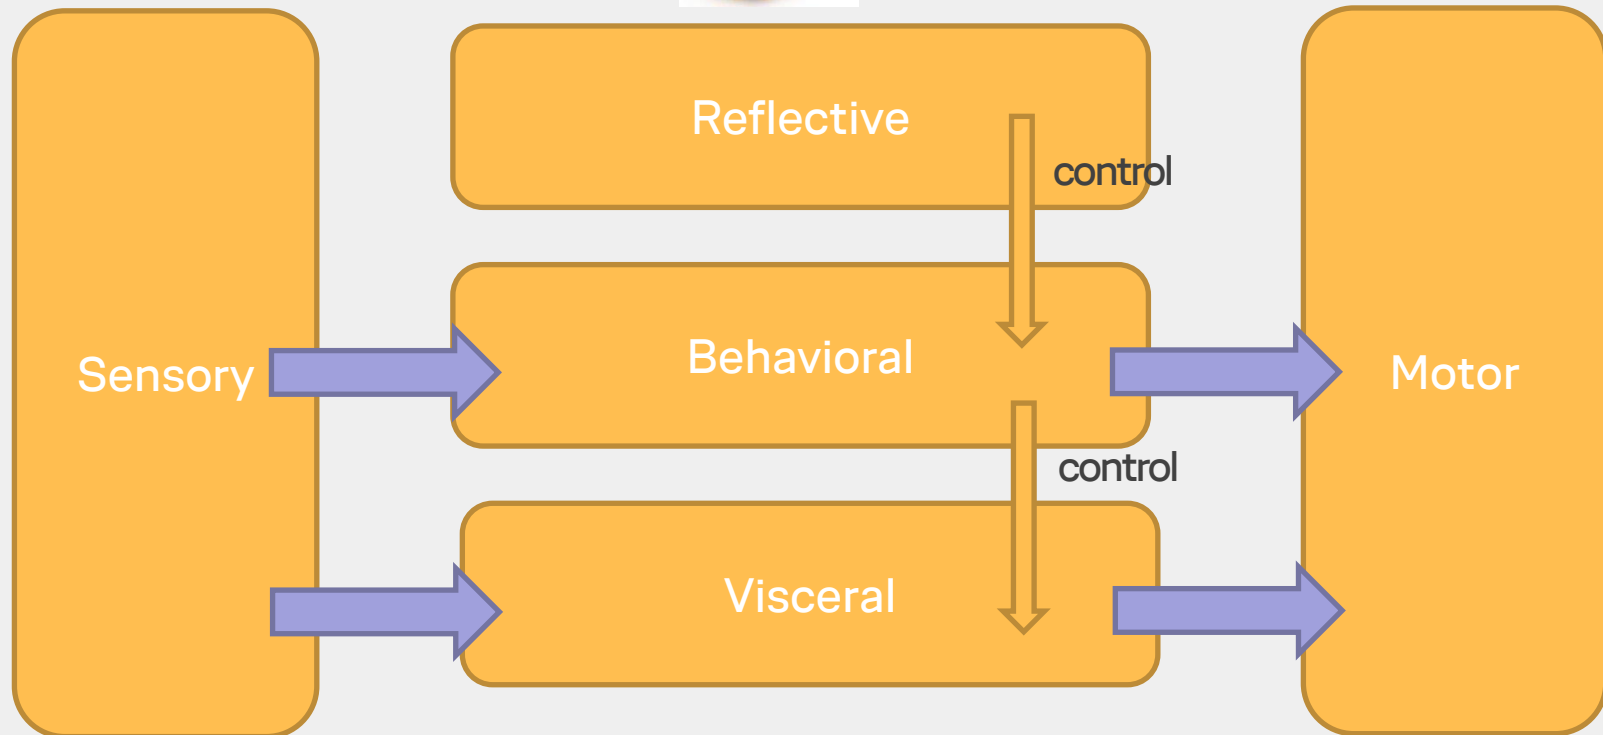 Reflective
control
Sensory
Behavioral
Motor
control
Visceral